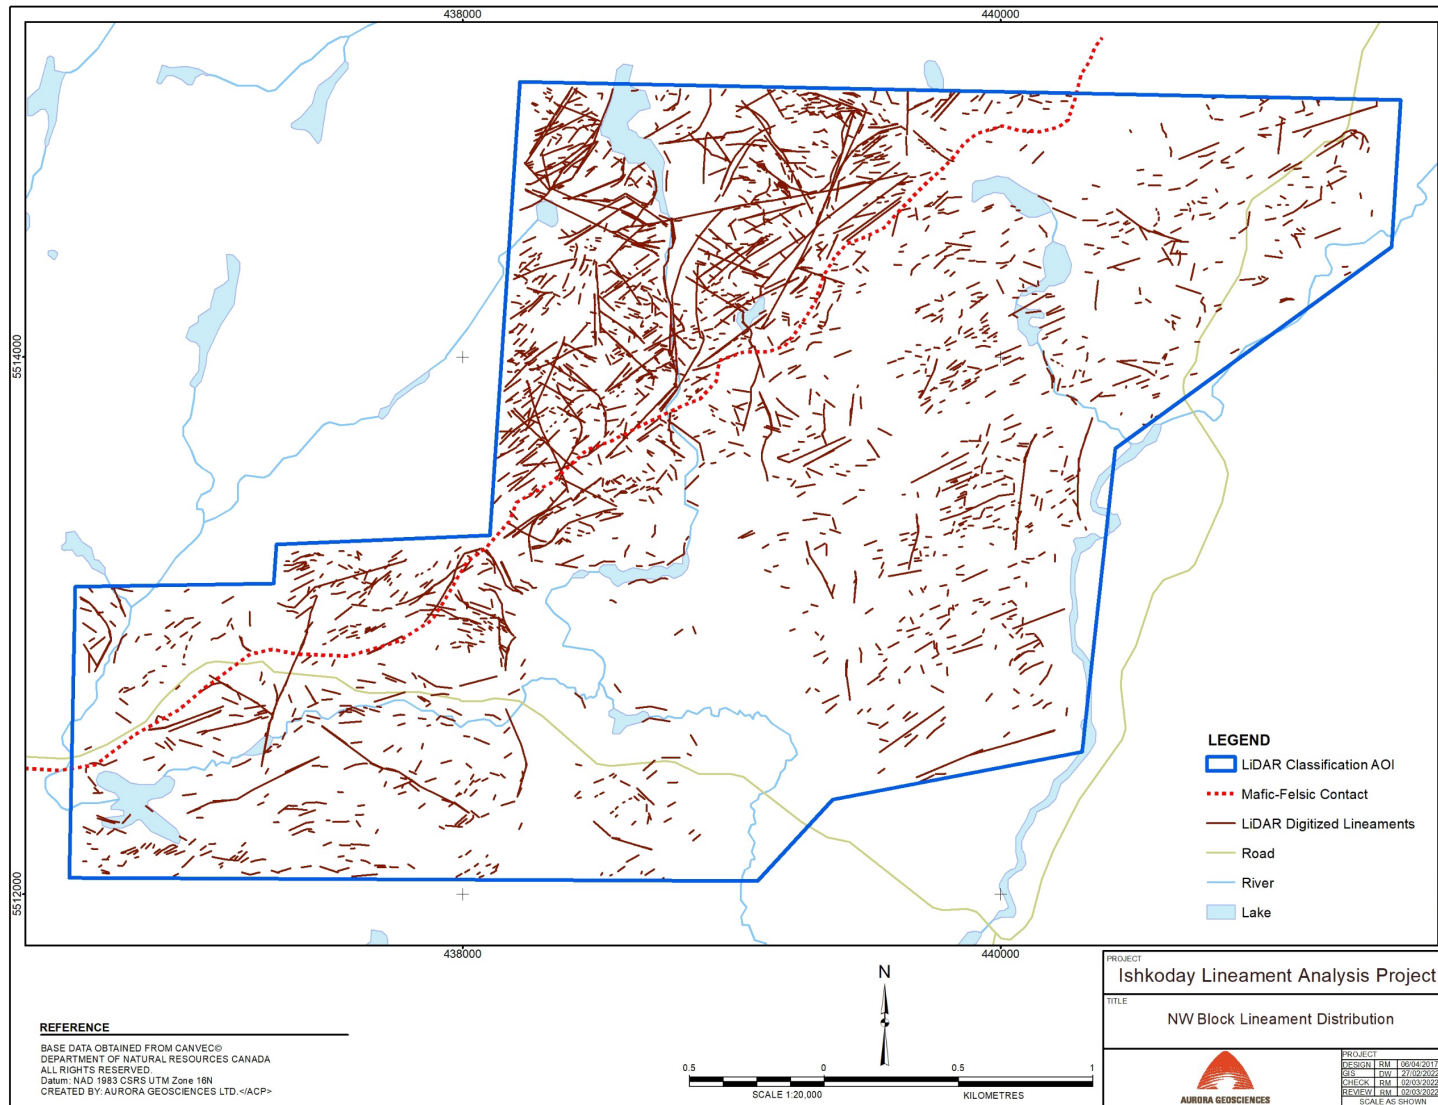 438000
440000
5514000
5512000
438000
440000
LEGEND
LiDAR Classification AOI
Mafic-Felsic Contact
LiDAR Digitized Lineaments
Road
River
Lake
REFERENCE
BASE DATA OBTAINED FROM CANVEC©
DEPARTMENT OF NATURAL RESOURCES CANADA
ALL RIGHTS RESERVED.
Datum: NAD 1983 CSRS UTM Zone 16N
CREATED BY: AURORA GEOSCIENCES LTD.</ACP>
N
0.5 0 0.5 1
SCALE 1:20,000 KILOMETRES
PROJECT
Ishkoday Lineament Analysis Project
TITLE
NW Block Lineament Distribution
AURORA GEOSCIENCES
PROJECT
DESIGN RM 06/04/2017
GIS DW 27/02/2022
CHECK RM 02/03/2022
REVIEW RM 02/03/2022
SCALE AS SHOWN